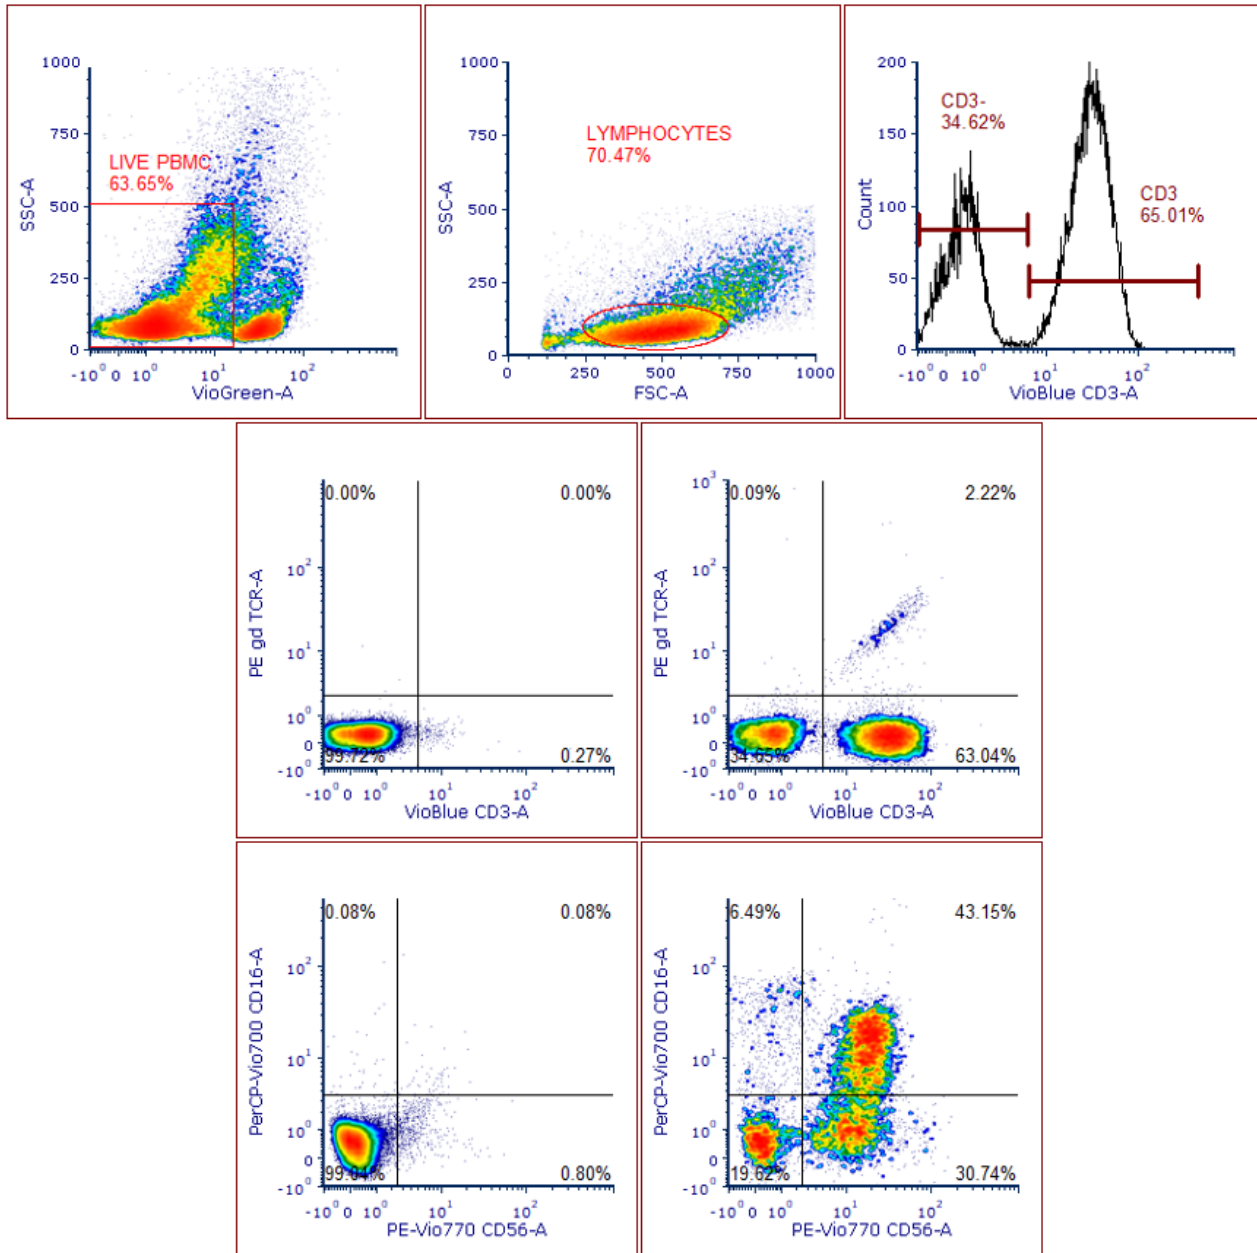 1000
750
500
250
0
SSC-A
LIVE PBMC
63.65%
-10⁰ 0 10⁰ 10¹ 10²
VioGreen-A
1000
750
500
250
0
SSC-A
LYMPHOCYTES
70.47%
0 250 500 750 1000
FSC-A
200
150
100
50
0
Count
CD3-
34.62%
CD3
65.01%
-10⁰ 0 10⁰ 10¹ 10²
VioBlue CD3-A
10³
10²
10¹
10⁰
0
-10⁰
PE gd TCR-A
0.00% 0.00%
99.72% 0.27%
-10⁰ 0 10⁰ 10¹ 10²
VioBlue CD3-A
10³
10²
10¹
10⁰
0
-10⁰
PE gd TCR-A
0.09% 2.22%
34.65% 63.04%
-10⁰ 0 10⁰ 10¹ 10²
VioBlue CD3-A
10²
10¹
10⁰
0
-10⁰
PerCP-Vio700 CD16-A
0.08% 0.08%
99.04% 0.80%
-10⁰ 0 10⁰ 10¹ 10²
PE-Vio770 CD56-A
10²
10¹
10⁰
0
-10⁰
PerCP-Vio700 CD16-A
6.49% 43.15%
19.62% 30.74%
-10⁰ 0 10⁰ 10¹ 10²
PE-Vio770 CD56-A